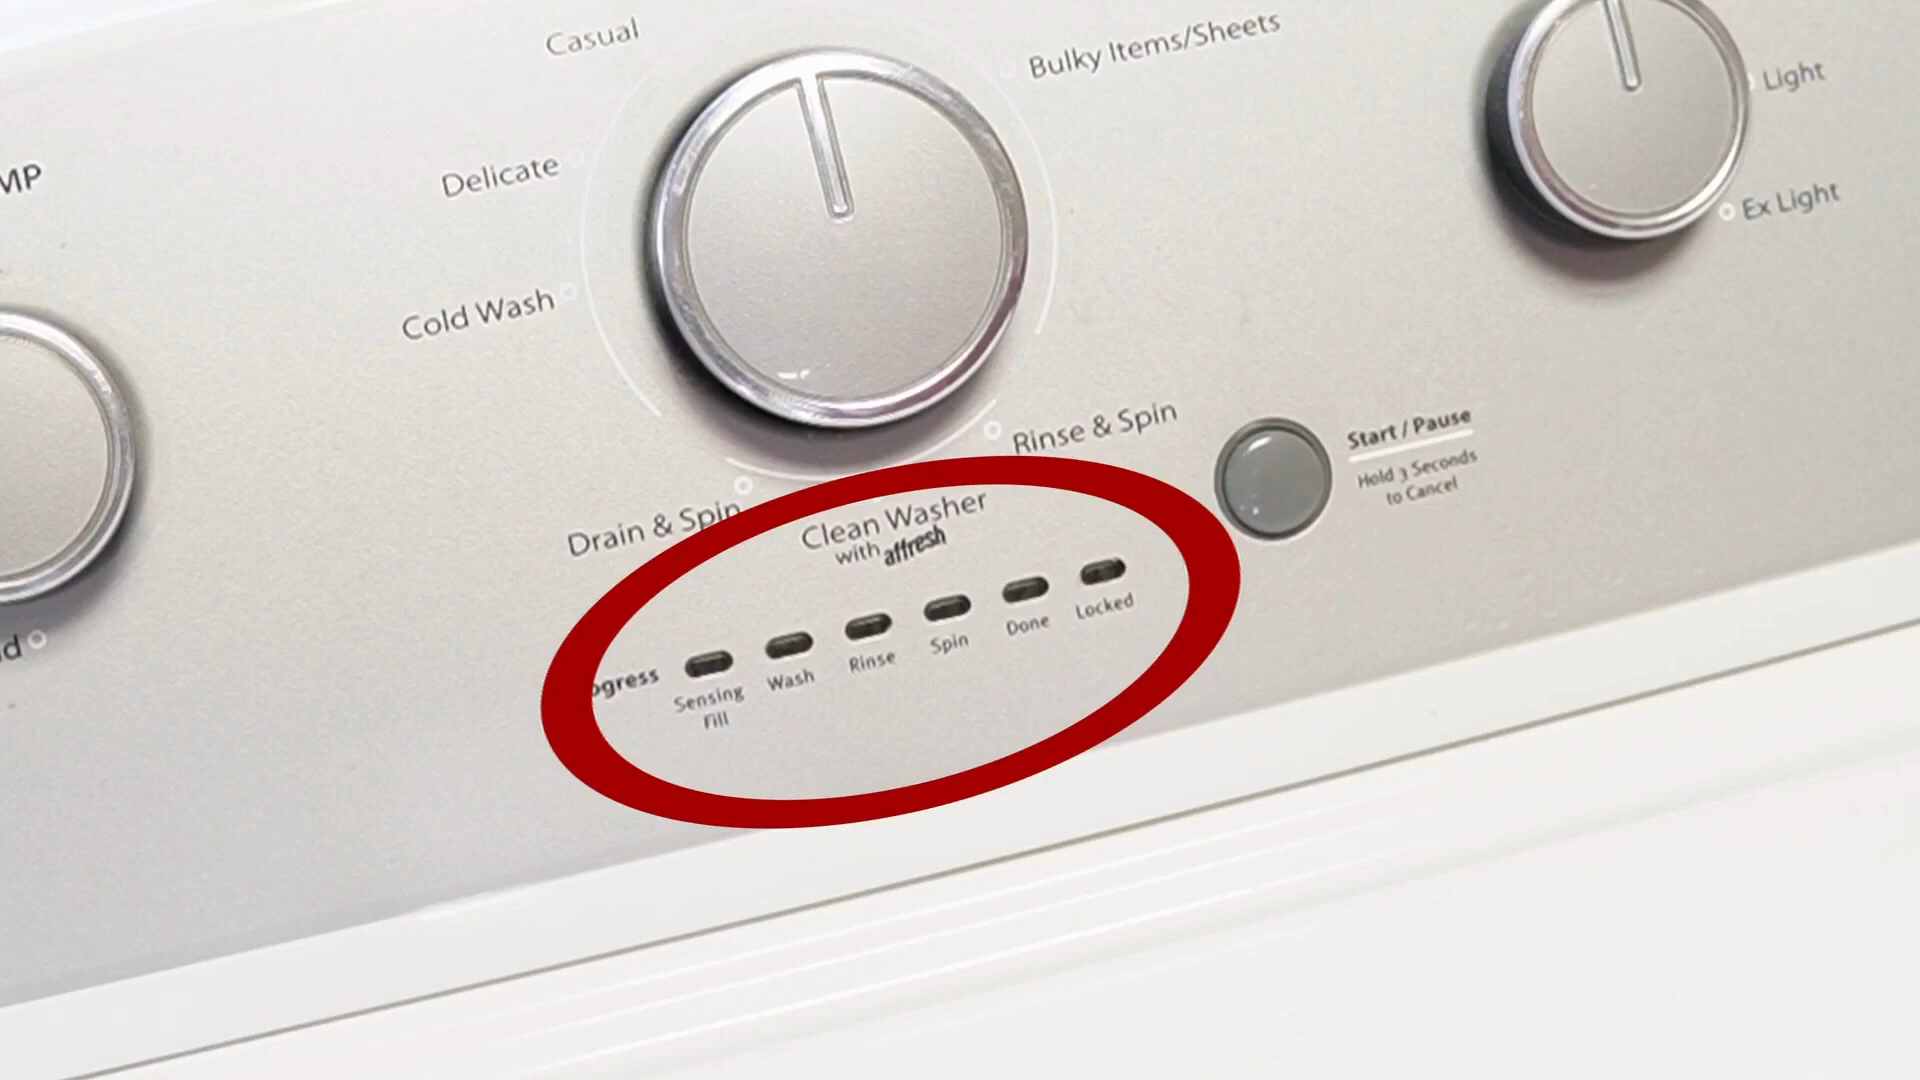 Casual
Bulky Items/Sheets
Light
Delicate
MP
Ex Light
Cold Wash
Rinse & Spin
Start / Pause
Hold 3 Seconds
to Cancel
Drain & Spin
Clean Washer
with affresh
ogress
Sensing
Fill
Wash
Rinse
Spin
Done
Locked
d